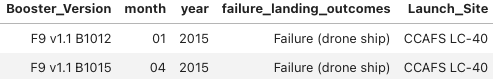 Booster_Version month year failure_landing_outcomes Launch_Site
F9 v1.1 B1012 01 2015 Failure (drone ship) CCAFS LC-40
F9 v1.1 B1015 04 2015 Failure (drone ship) CCAFS LC-40